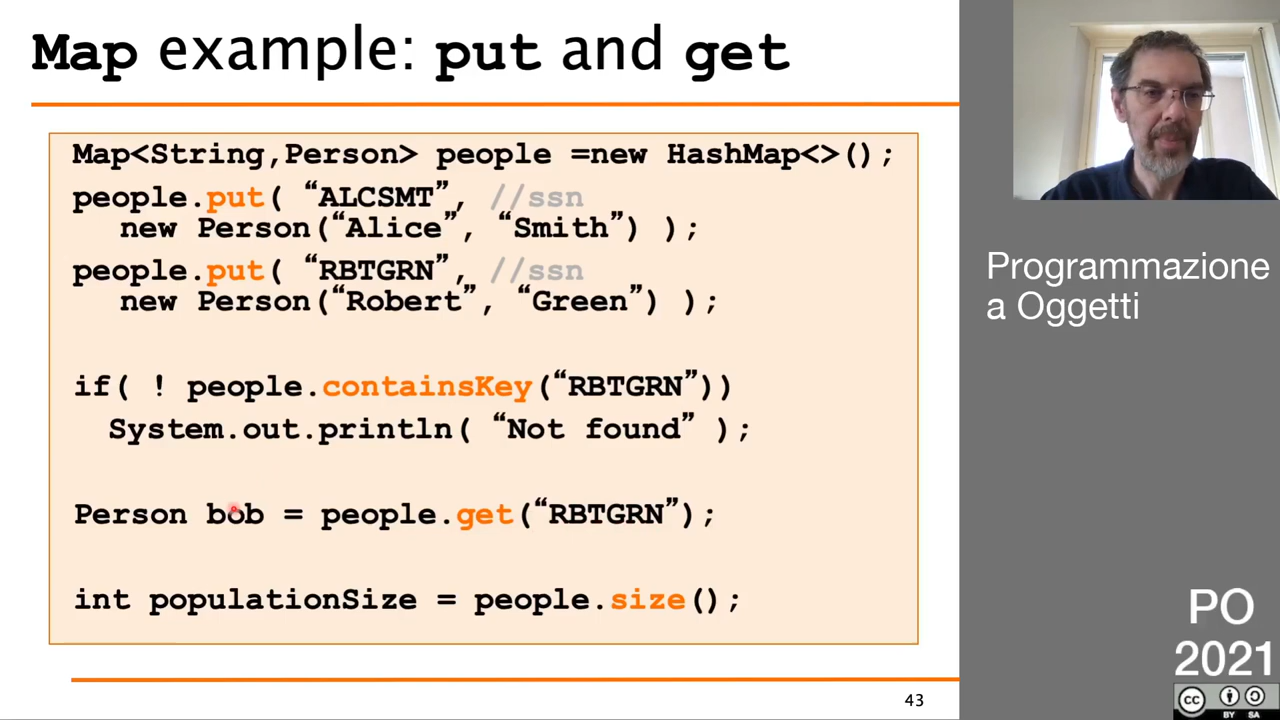 Map example: put and get
Map<String,Person> people =new HashMap<>();
people.put( “ALCSMT”, //ssn
new Person(“Alice”, “Smith”) );
people.put( “RBTGRN”, //ssn
new Person(“Robert”, “Green”) );
if( ! people.containsKey(“RBTGRN”))
System.out.println( “Not found” );
Person bob = people.get(“RBTGRN”);
int populationSize = people.size();
43
Programmazione
a Oggetti
PO
2021
CC
BY SA